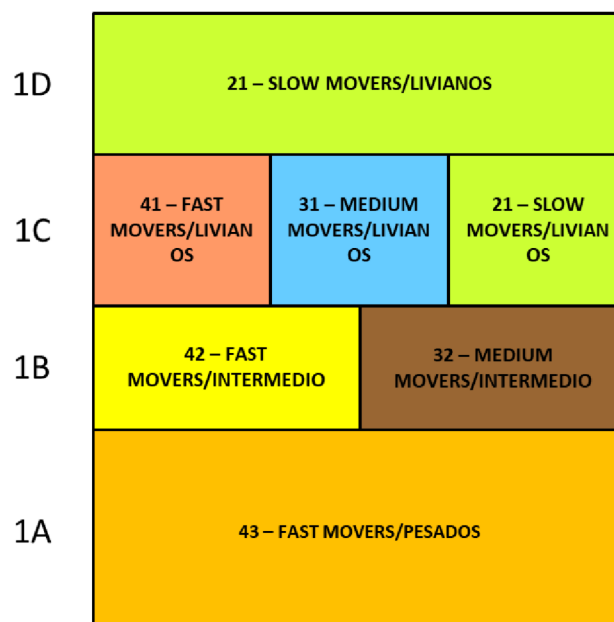 1D
21 – SLOW MOVERS/LIVIANOS
1C
41 – FAST
MOVERS/LIVIAN
OS
31 – MEDIUM
MOVERS/LIVIAN
OS
21 – SLOW
MOVERS/LIVIAN
OS
1B
42 – FAST
MOVERS/INTERMEDIO
32 – MEDIUM
MOVERS/INTERMEDIO
1A
43 – FAST MOVERS/PESADOS